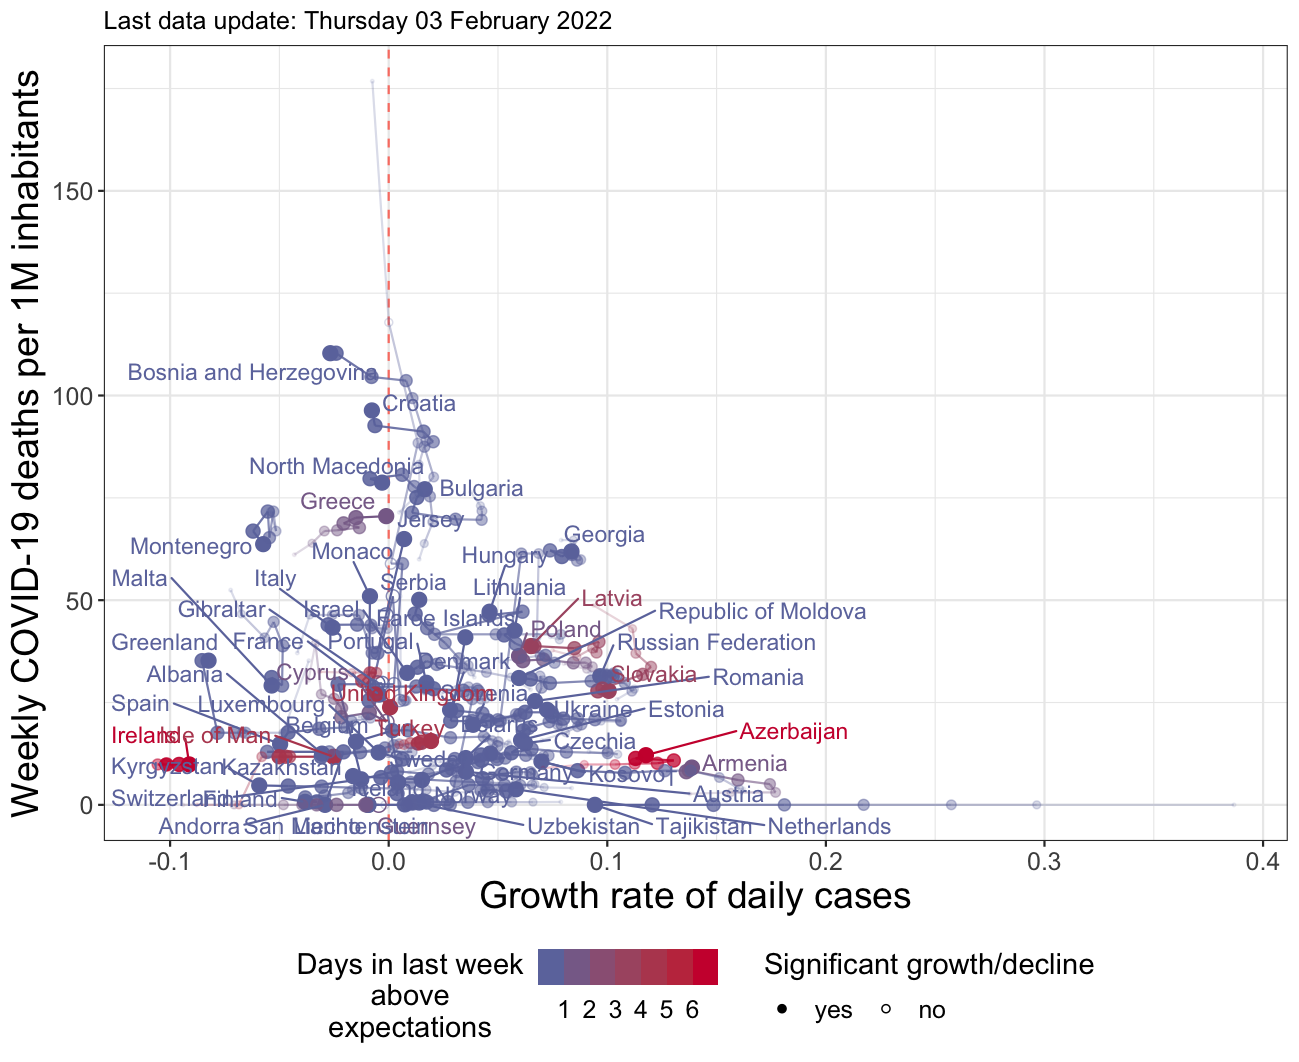 Last data update: Thursday 03 February 2022
Weekly COVID-19 deaths per 1M inhabitants
150
100
50
0
Bosnia and Herzegovina
Croatia
North Macedonia
Bulgaria
Greece
Jersey
Georgia
Montenegro
Monaco
Hungary
Malta
Italy
Serbia
Lithuania
Latvia
Gibraltar
Israel
Faroe Islands
Republic of Moldova
Greenland
France
Portugal
Poland
Russian Federation
Albania
Cyprus
Denmark
Slovakia
Romania
Spain
Luxembourg
United Kingdom
Ukraine
Estonia
Ireland
Isle of Man
Belgium
Turkey
Czechia
Azerbaijan
Kyrgyzstan
Kazakhstan
Sweden
Germany
Kosovo
Armenia
Switzerland
Finland
Iceland
Norway
Austria
Andorra
San Marino
Liechtenstein
Guernsey
Uzbekistan
Tajikistan
Netherlands
-0.1 0.0 0.1 0.2 0.3 0.4
Growth rate of daily cases
Days in last week
above
expectations
1 2 3 4 5 6
Significant growth/decline
yes no